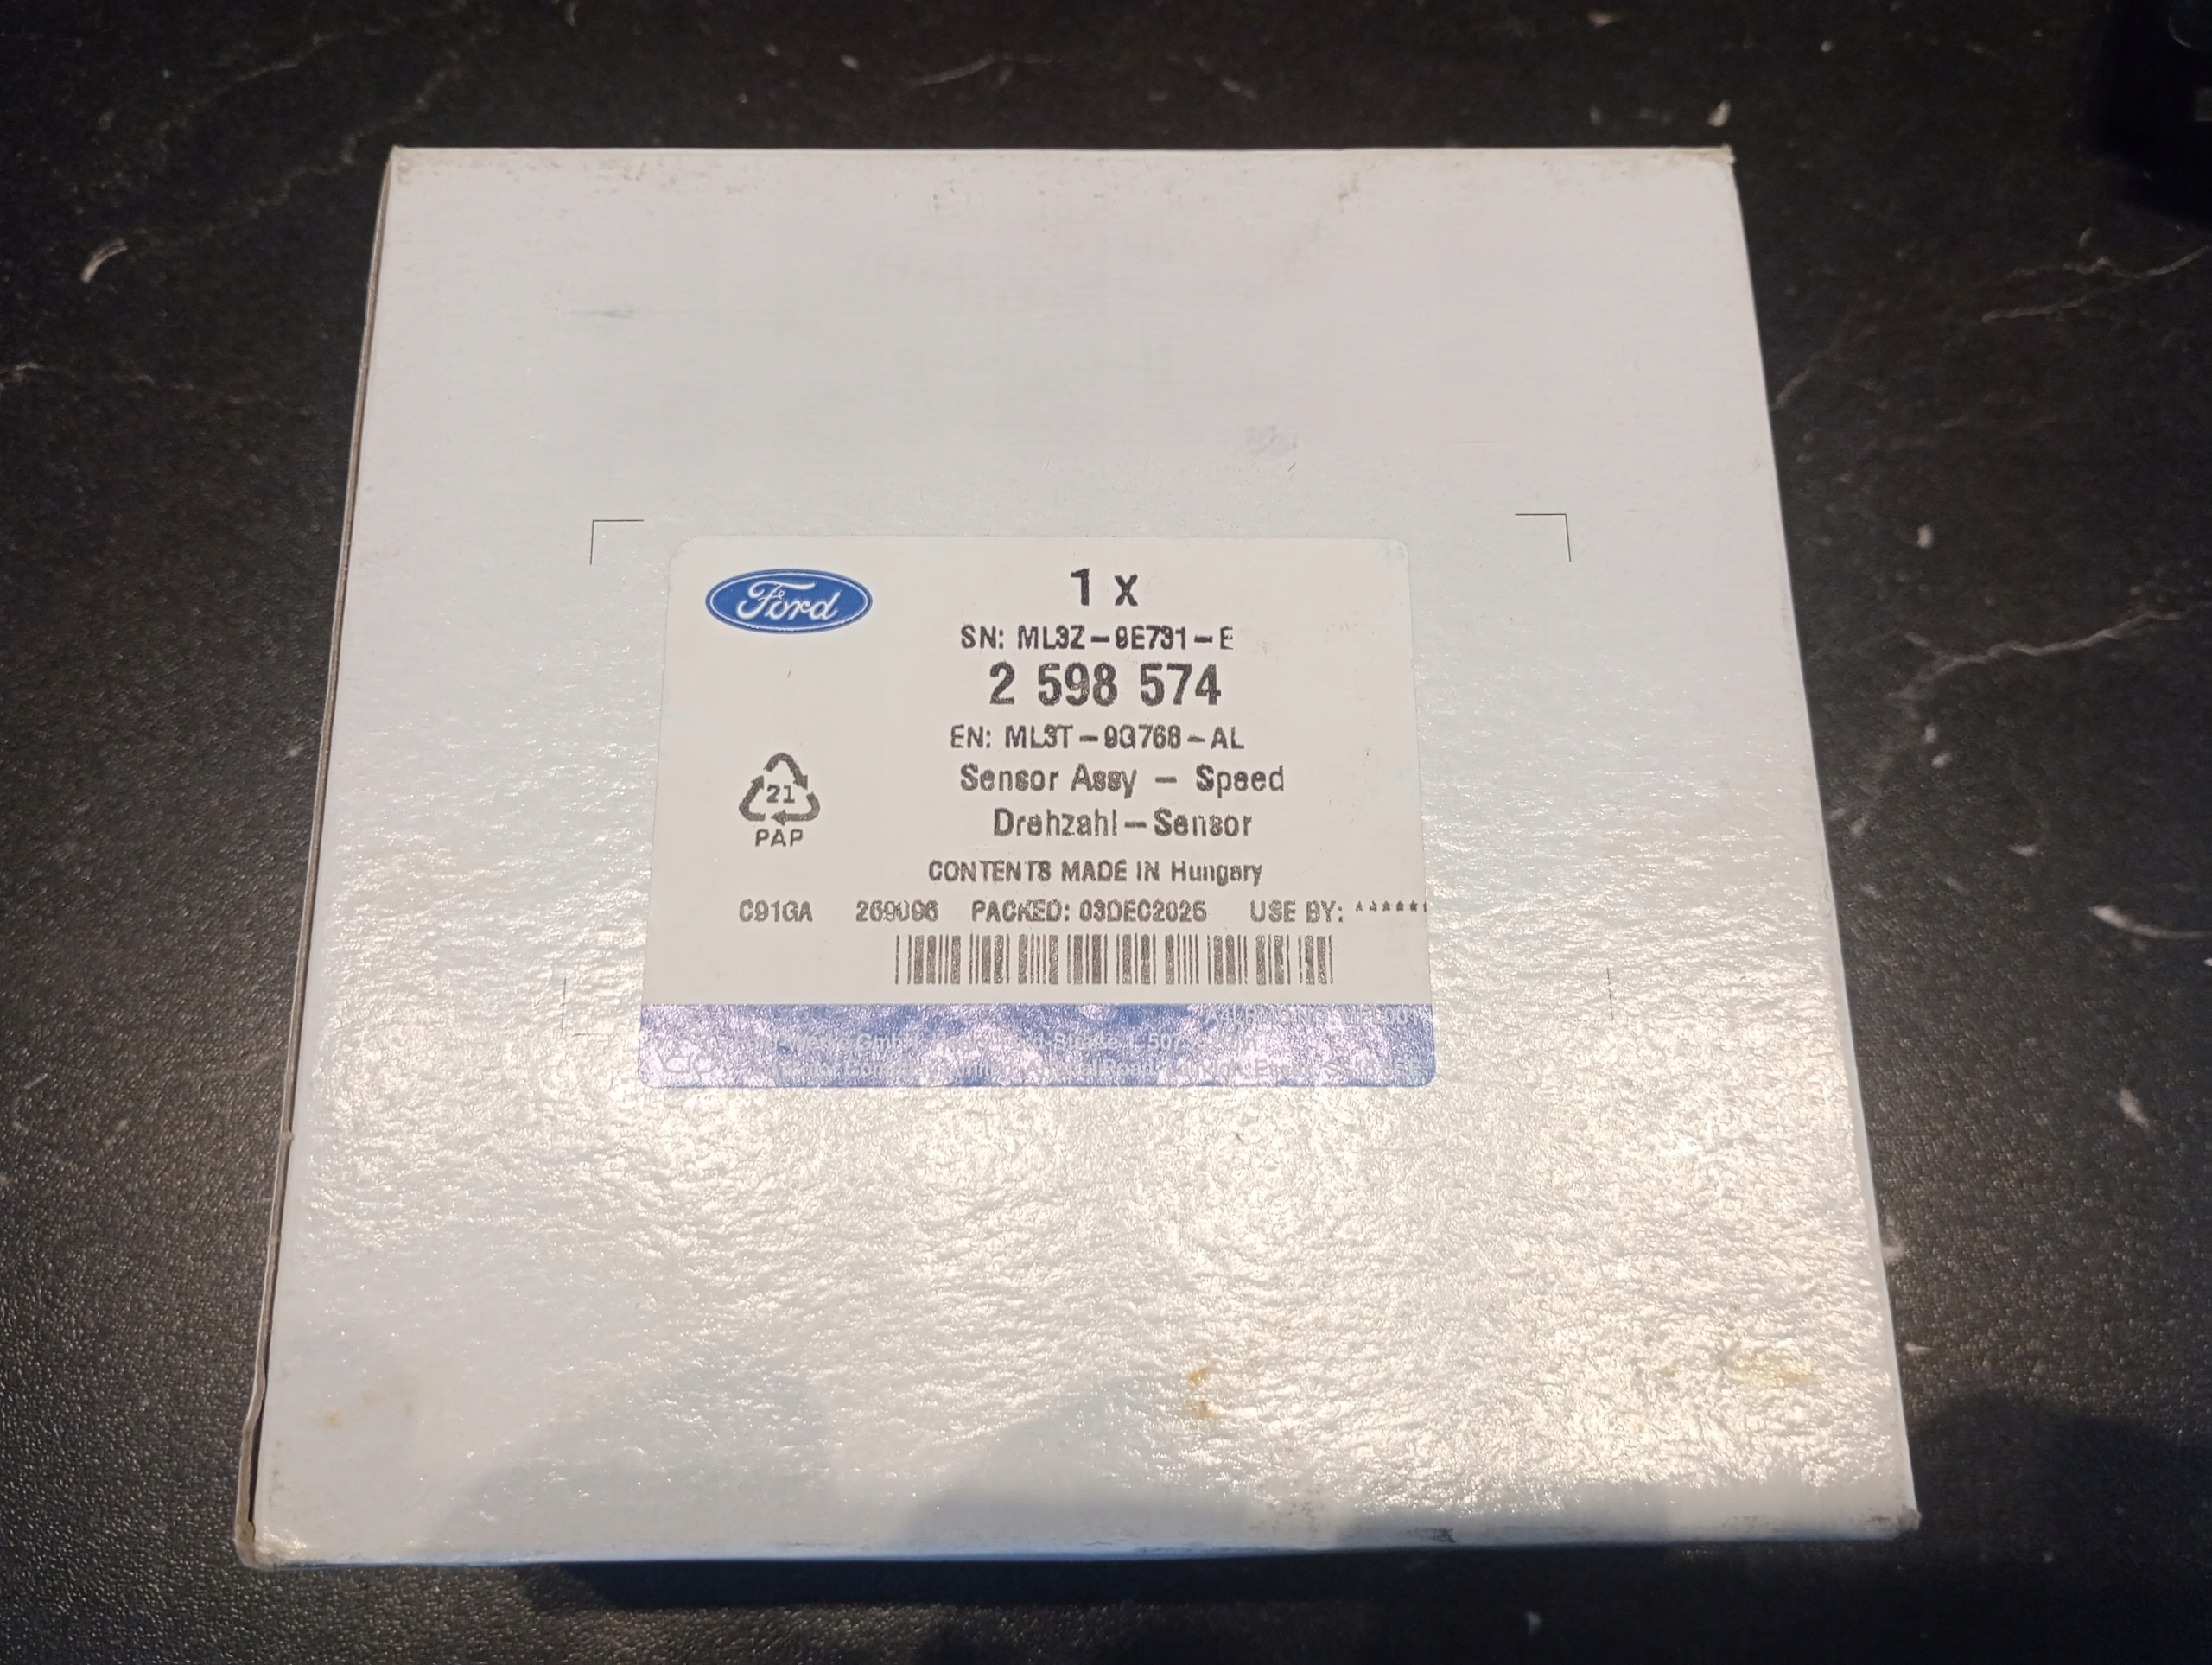 Ford
1 x
SN: ML3Z-9E731-E
2 598 574
EN: ML3T-9G768-AL
Sensor Assy - Speed
Drehzahl-Sensor
21
PAP
CONTENTS MADE IN Hungary
C91GA 269096 PACKED: 03DEC2025 USE BY: ******
GmbH